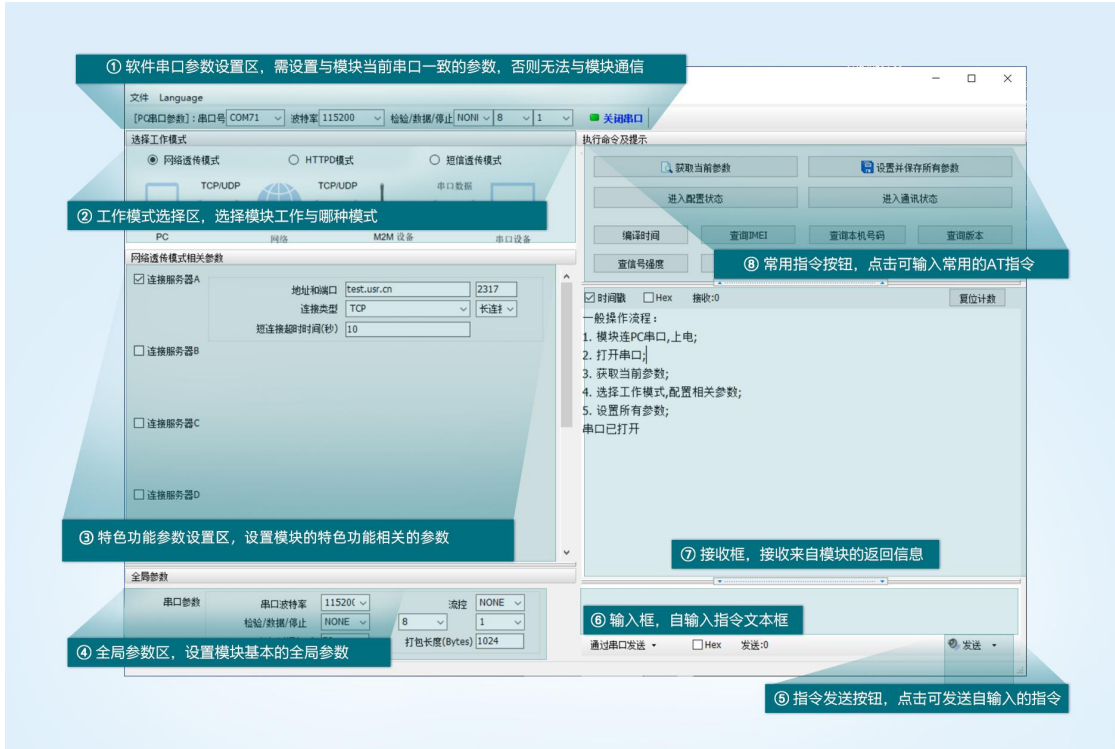 ① 软件串口参数设置区，需设置与模块当前串口一致的参数，否则无法与模块通信
文件 Language
[PC串口参数]：串口号 COM71 波特率 115200 检验/数据/停止 NONI 8 1 关闭串口
选择工作模式
网络透传模式 HTTPD模式 短信透传模式
TCP/UDP TCP/UDP 串口数据
② 工作模式选择区，选择模块工作与哪种模式
PC 网络 M2M 设备 串口设备
网络透传模式相关参数
连接服务器A
地址和端口 test.usr.cn 2317
连接类型 TCP 长连接
短连接超时时间(秒) 10
连接服务器B
连接服务器C
连接服务器D
③ 特色功能参数设置区，设置模块的特色功能相关的参数
全局参数
串口参数 串口波特率 11520( 流控 NONE
检验/数据/停止 NONE 8 1
打包长度(Bytes) 1024
④ 全局参数区，设置模块基本的全局参数
执行命令及提示
获取当前参数 设置并保存所有参数
进入配置状态 进入通讯状态
编译时间 查询IMEI 查询本机号码 查询版本
查信号强度
⑧ 常用指令按钮，点击可输入常用的AT指令
时间戳 Hex 接收:0 复位计数
一般操作流程：
1. 模块连PC串口,上电;
2. 打开串口;
3. 获取当前参数;
4. 选择工作模式,配置相关参数;
5. 设置所有参数;
串口已打开
⑦ 接收框，接收来自模块的返回信息
⑥ 输入框，自输入指令文本框
通过串口发送 Hex 发送:0 发送
⑤ 指令发送按钮，点击可发送自输入的指令